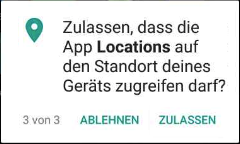 Zulassen, dass die
App Locations auf
den Standort deines
Geräts zugreifen darf?
3 von 3 ABLEHNEN ZULASSEN